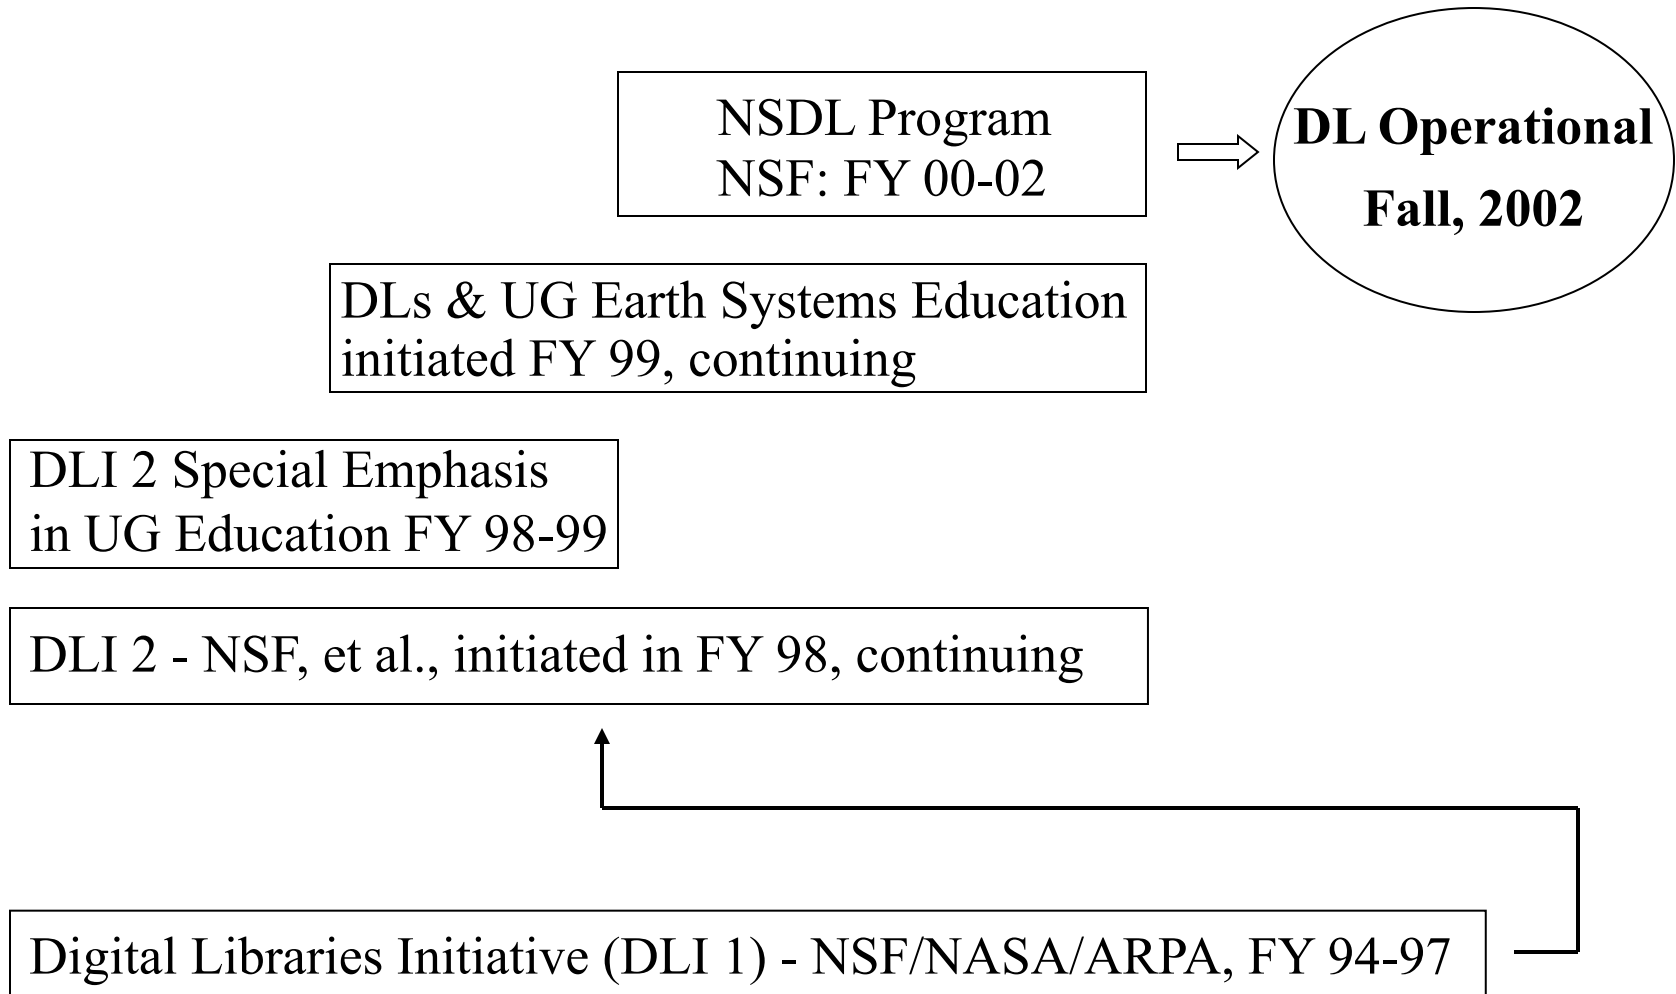 NSDL Program
NSF: FY 00-02
DL Operational
Fall, 2002
DLs & UG Earth Systems Education
initiated FY 99, continuing
DLI 2 Special Emphasis
in UG Education FY 98-99
DLI 2 - NSF, et al., initiated in FY 98, continuing
Digital Libraries Initiative (DLI 1) - NSF/NASA/ARPA, FY 94-97